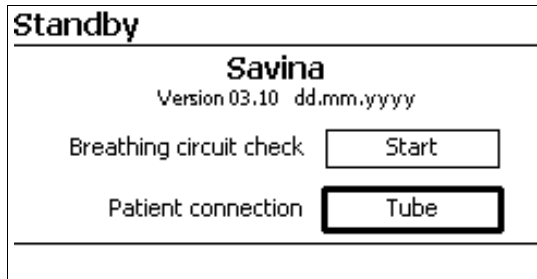 Standby
Savina
Version 03.10 dd.mm.yyyy
Breathing circuit check Start
Patient connection Tube